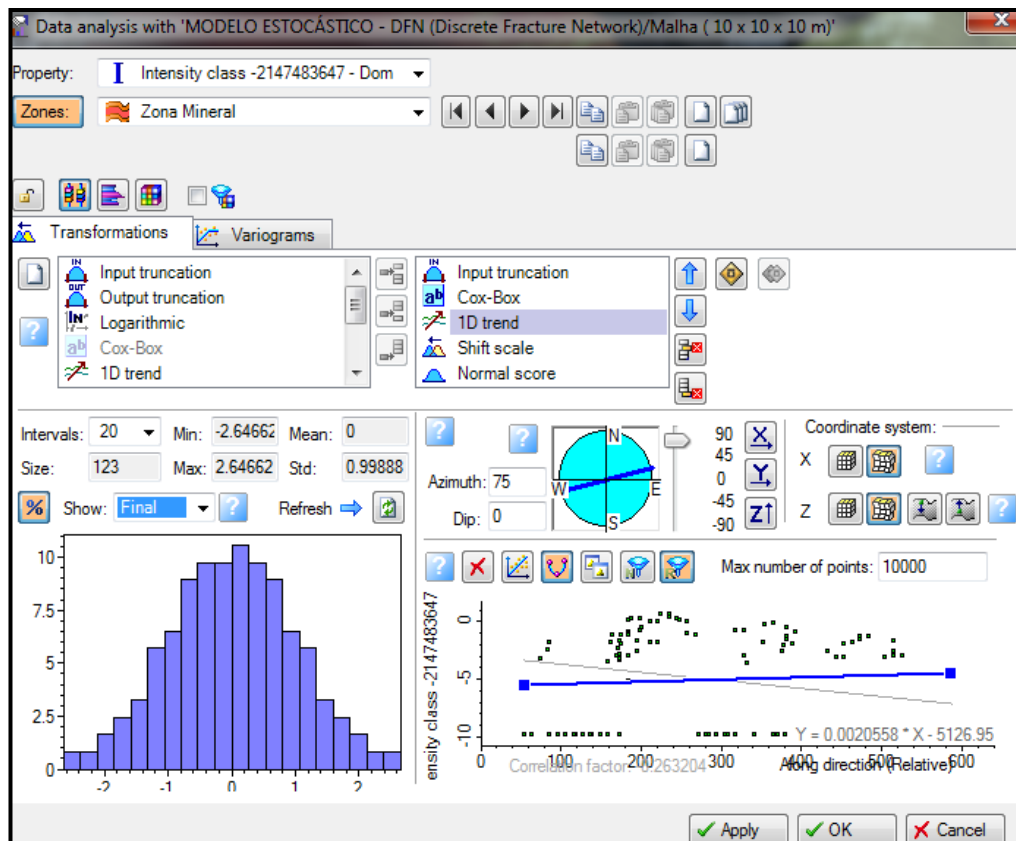 Data analysis with 'MODELO ESTOCÁSTICO - DFN (Discrete Fracture Network)/Malha ( 10 x 10 x 10 m)'
Property: Intensity class -2147483647 - Dom
Zones: Zona Mineral
Transformations Variograms
IN Input truncation
OUT Output truncation
ln Logarithmic
ab Cox-Box
1D trend
IN Input truncation
ab Cox-Box
1D trend
Shift scale
Normal score
Intervals: 20 Min: -2.64662 Mean: 0
Size: 123 Max: 2.64662 Std: 0.99888
% Show: Final ? Refresh
10
7.5
5
2.5
0
-2 -1 0 1 2
Azimuth: 75
Dip: 0
N
W E
S
90
45
0
-45
-90
X
Y
Z
Coordinate system:
X ?
Z ?
Max number of points: 10000
ensity class -2147483647
0
-5
-10
Y = 0.0020558 * X - 5126.95
0 100 200 300 400 500 600
Correlation factor: 0.263204 Along direction (Relative)
Apply OK Cancel